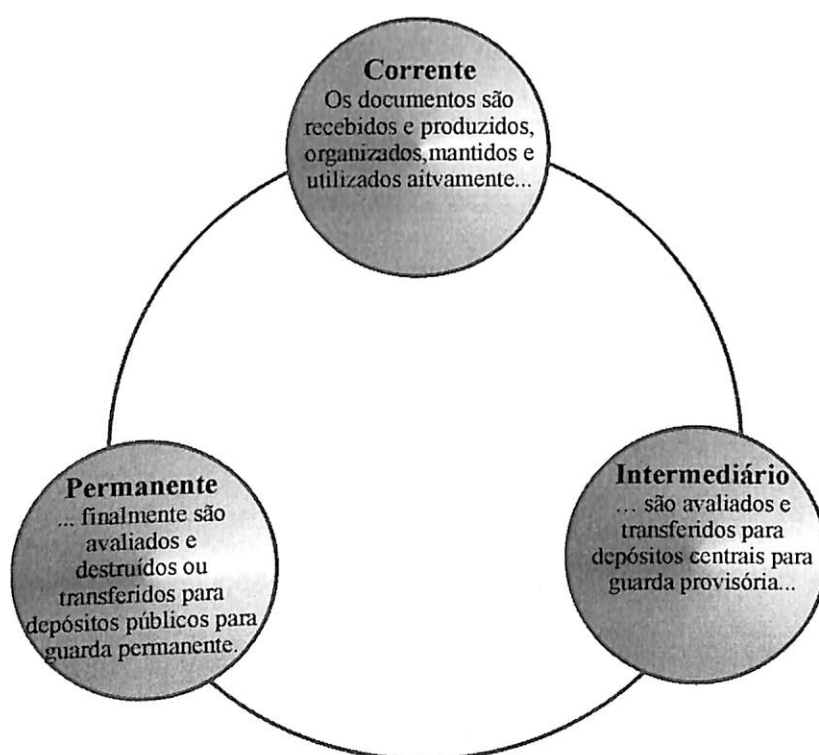 Corrente
Os documentos são
recebidos e produzidos,
organizados,mantidos e
utilizados aitvamente...
Intermediário
... são avaliados e
transferidos para
depósitos centrais para
guarda provisória...
Permanente
... finalmente são
avaliados e
destruídos ou
transferidos para
depósitos públicos para
guarda permanente.